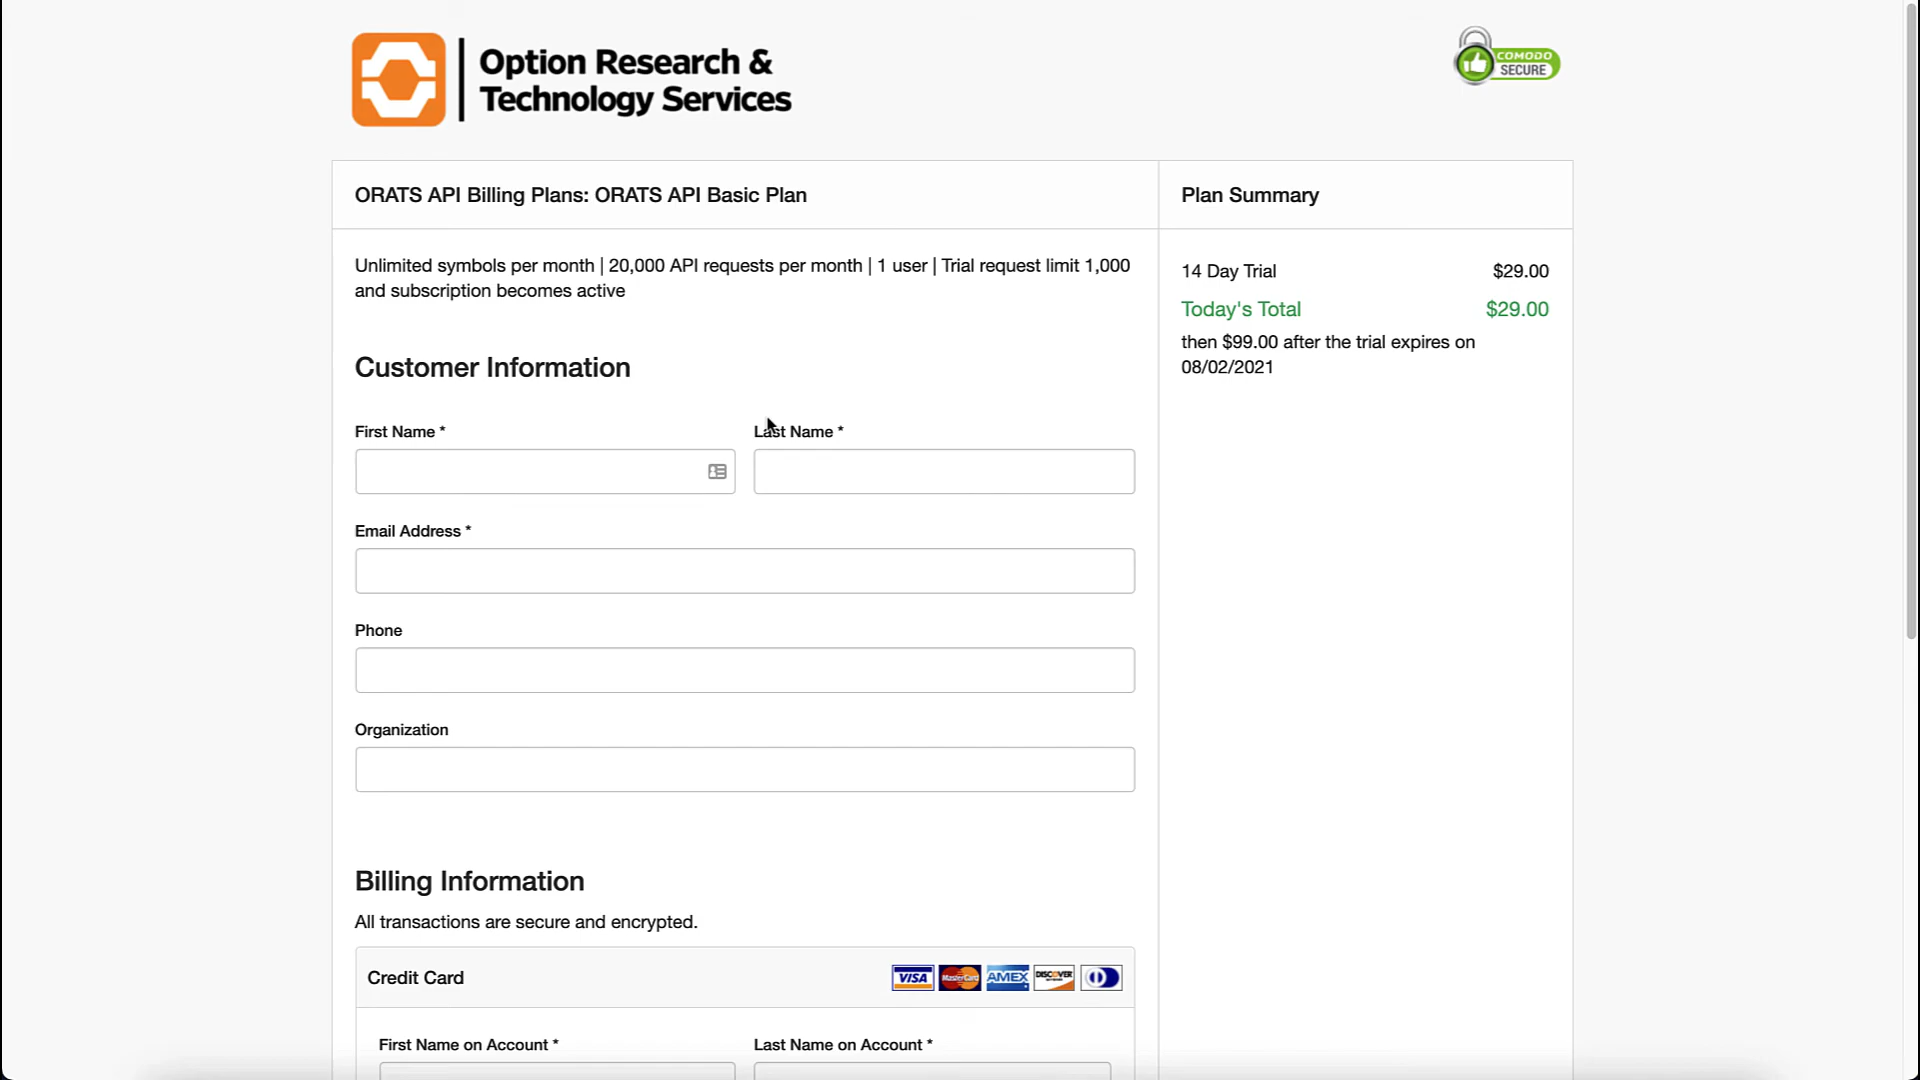 Option Research &
Technology Services
COMODO
SECURE
ORATS API Billing Plans: ORATS API Basic Plan
Plan Summary
Unlimited symbols per month | 20,000 API requests per month | 1 user | Trial request limit 1,000
and subscription becomes active
14 Day Trial $29.00
Today's Total $29.00
then $99.00 after the trial expires on
08/02/2021
Customer Information
First Name * Last Name *
Email Address *
Phone
Organization
Billing Information
All transactions are secure and encrypted.
Credit Card VISA MasterCard AMEX DISCOVER
First Name on Account * Last Name on Account *